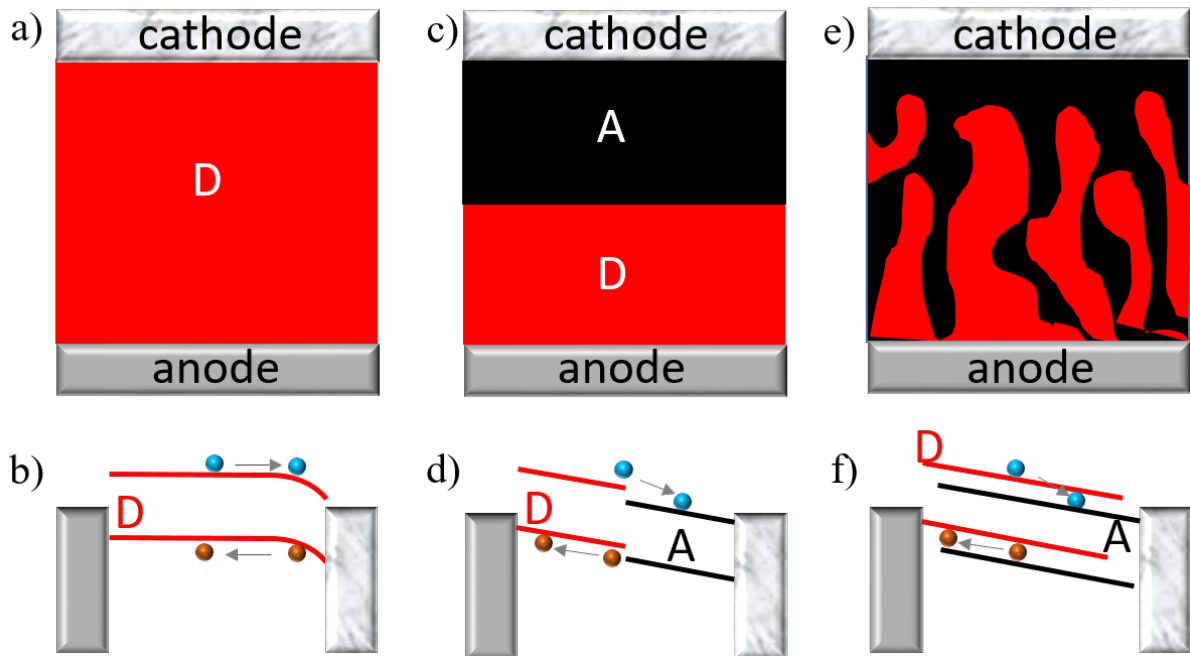 a)
cathode
D
anode
c)
cathode
A
D
anode
e)
cathode
anode
b)
D
d)
D
A
f)
D
A